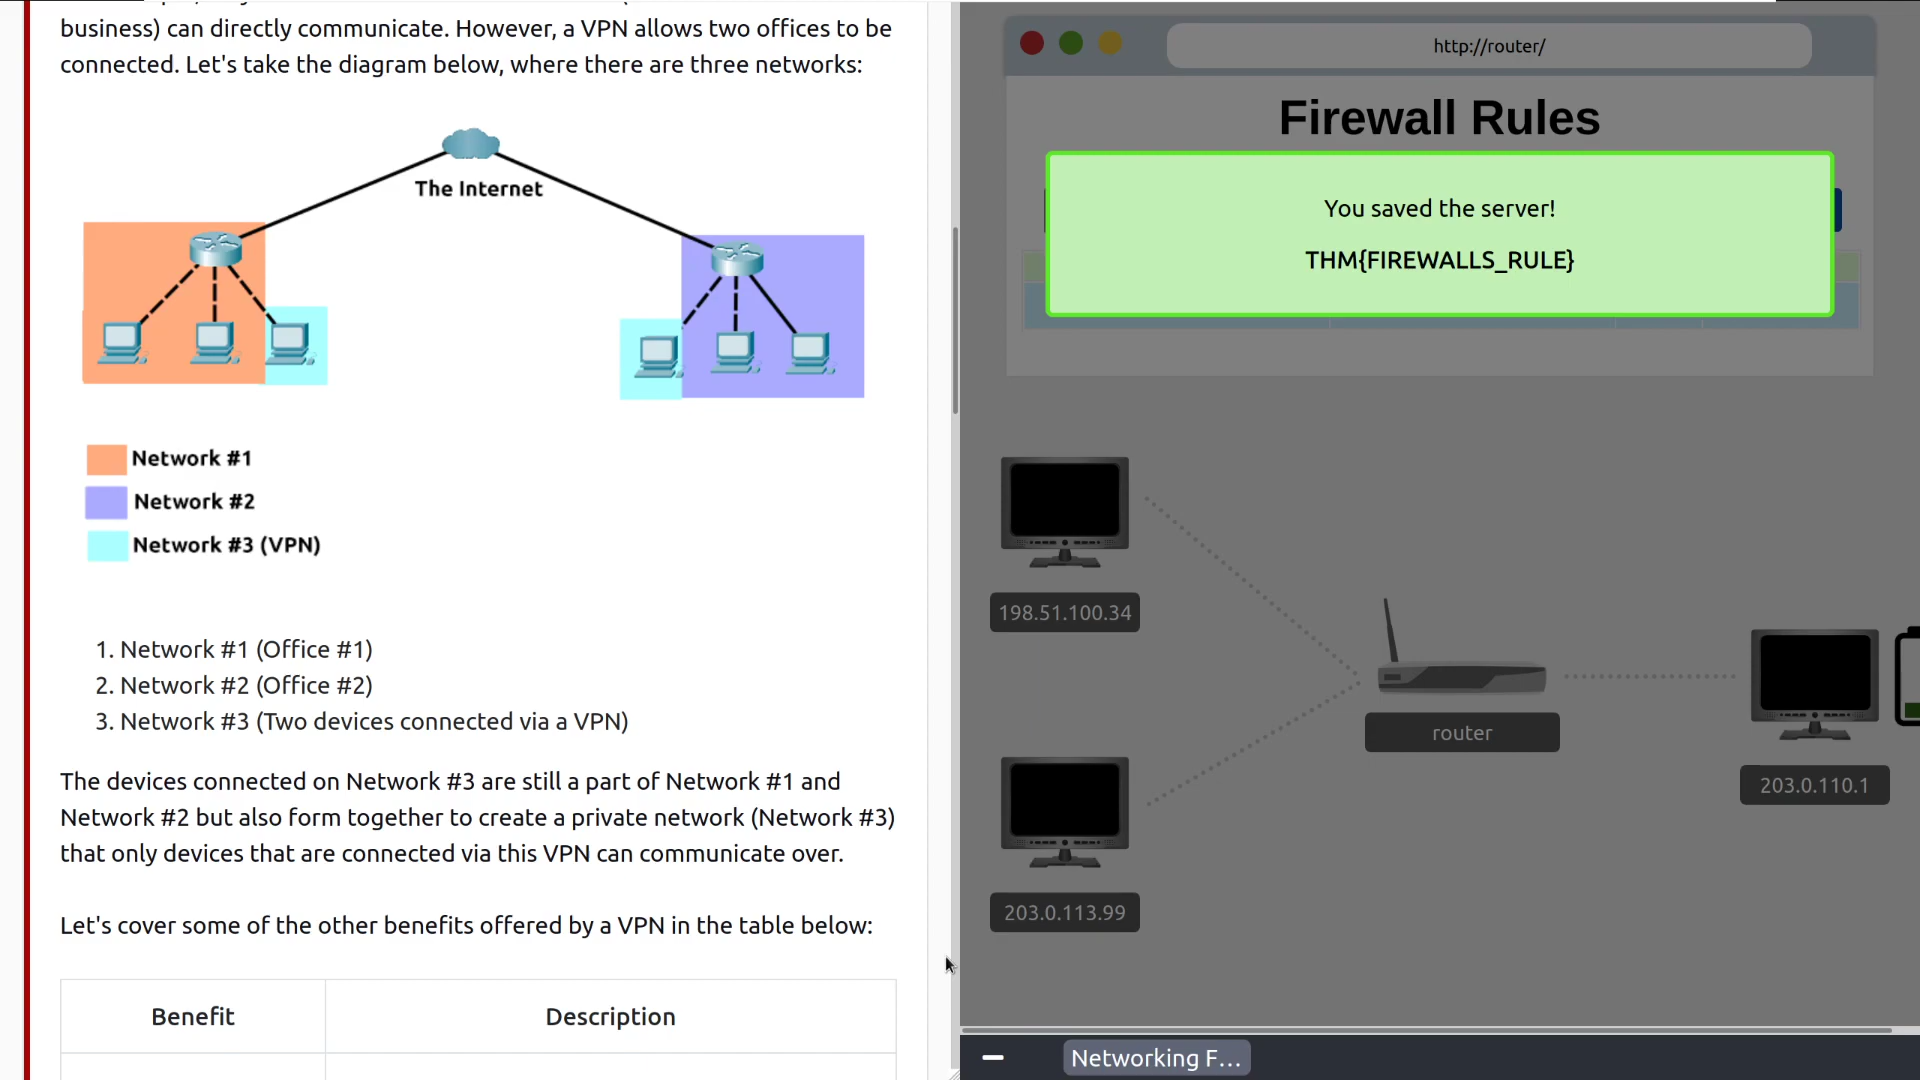 business) can directly communicate. However, a VPN allows two offices to be
connected. Let's take the diagram below, where there are three networks:
The Internet
Network #1
Network #2
Network #3 (VPN)
1. Network #1 (Office #1)
2. Network #2 (Office #2)
3. Network #3 (Two devices connected via a VPN)
The devices connected on Network #3 are still a part of Network #1 and
Network #2 but also form together to create a private network (Network #3)
that only devices that are connected via this VPN can communicate over.
Let's cover some of the other benefits offered by a VPN in the table below:
Benefit
Description
http://router/
Firewall Rules
You saved the server!
THM{FIREWALLS_RULE}
198.51.100.34
router
203.0.110.1
203.0.113.99
Networking F...